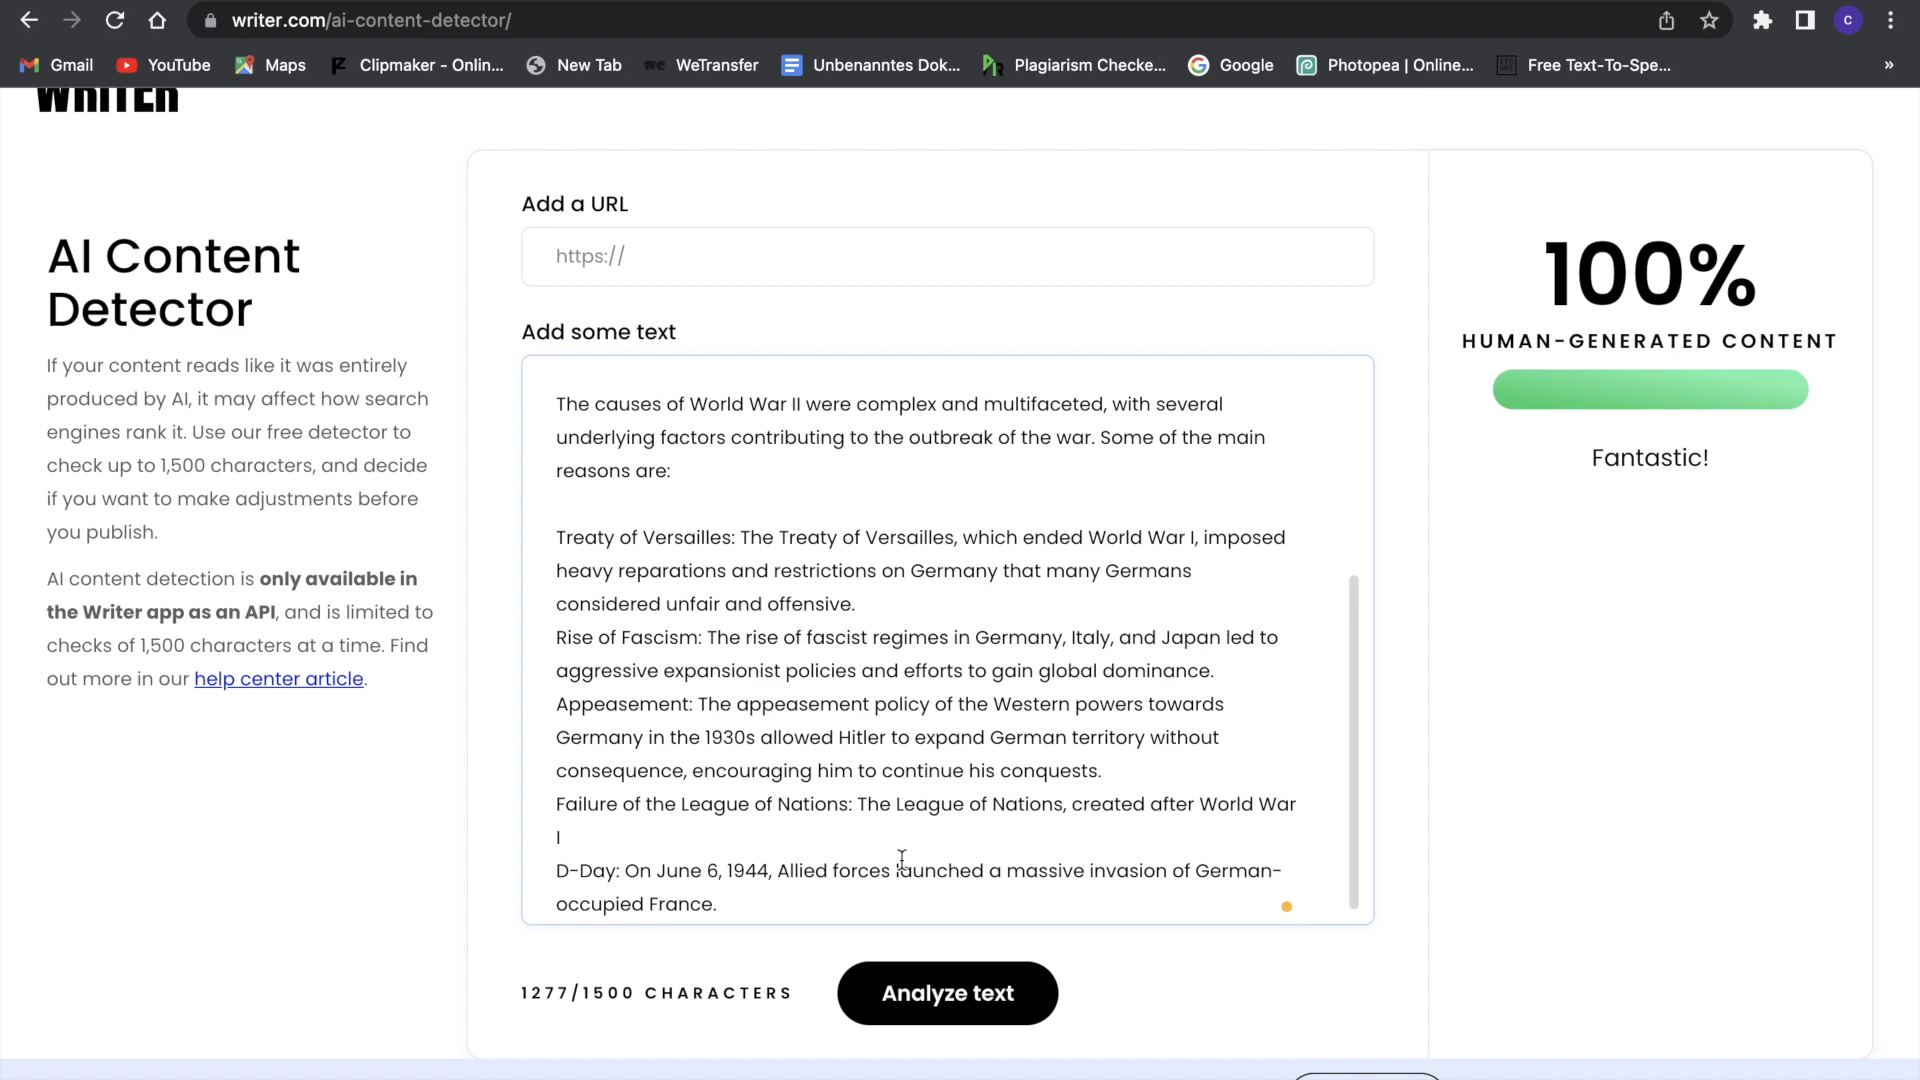 writer.com/ai-content-detector/
C
Gmail
YouTube
Maps
Clipmaker - Onlin...
New Tab
we
WeTransfer
Unbenanntes Dok...
Plagiarism Checke...
Google
Photopea | Online...
Free Text-To-Spe...
»
WRITER
AI Content
Detector
If your content reads like it was entirely
produced by AI, it may affect how search
engines rank it. Use our free detector to
check up to 1,500 characters, and decide
if you want to make adjustments before
you publish.
AI content detection is only available in
the Writer app as an API, and is limited to
checks of 1,500 characters at a time. Find
out more in our help center article.
Add a URL
https://
Add some text
The causes of World War II were complex and multifaceted, with several
underlying factors contributing to the outbreak of the war. Some of the main
reasons are:
Treaty of Versailles: The Treaty of Versailles, which ended World War I, imposed
heavy reparations and restrictions on Germany that many Germans
considered unfair and offensive.
Rise of Fascism: The rise of fascist regimes in Germany, Italy, and Japan led to
aggressive expansionist policies and efforts to gain global dominance.
Appeasement: The appeasement policy of the Western powers towards
Germany in the 1930s allowed Hitler to expand German territory without
consequence, encouraging him to continue his conquests.
Failure of the League of Nations: The League of Nations, created after World War
I
D-Day: On June 6, 1944, Allied forces launched a massive invasion of German-
occupied France.
1277/1500 CHARACTERS
Analyze text
100%
HUMAN-GENERATED CONTENT
Fantastic!